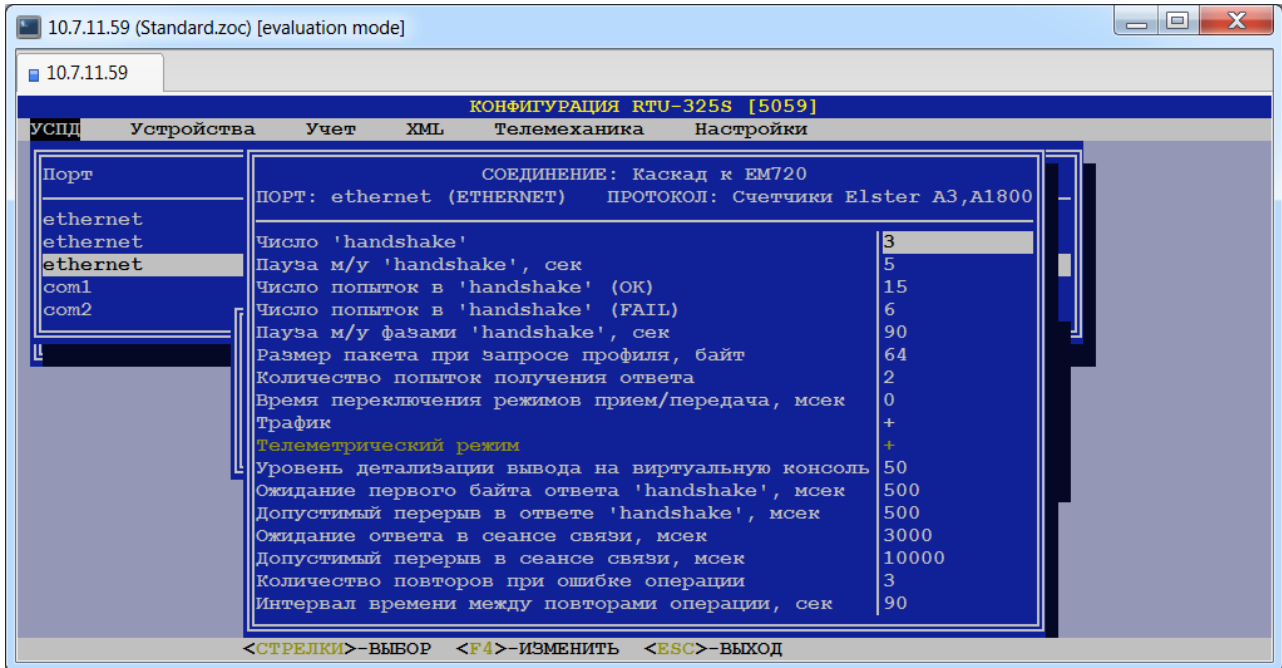 10.7.11.59 (Standard.zoc) [evaluation mode]
10.7.11.59
КОНФИГУРАЦИЯ RTU-325S [5059]
УСПД Устройства Учет XML Телемеханика Настройки
Порт
ethernet
ethernet
ethernet
com1
com2
СОЕДИНЕНИЕ: Каскад к EM720
ПОРТ: ethernet (ETHERNET) ПРОТОКОЛ: Счетчики Elster A3,A1800
Число 'handshake' 3
Пауза м/у 'handshake', сек 5
Число попыток в 'handshake' (OK) 15
Число попыток в 'handshake' (FAIL) 6
Пауза м/у фазами 'handshake', сек 90
Размер пакета при запросе профиля, байт 64
Количество попыток получения ответа 2
Время переключения режимов прием/передача, мсек 0
Трафик +
Телеметрический режим +
Уровень детализации вывода на виртуальную консоль 50
Ожидание первого байта ответа 'handshake', мсек 500
Допустимый перерыв в ответе 'handshake', мсек 500
Ожидание ответа в сеансе связи, мсек 3000
Допустимый перерыв в сеансе связи, мсек 10000
Количество повторов при ошибке операции 3
Интервал времени между повторами операции, сек 90
<СТРЕЛКИ>-ВЫБОР <F4>-ИЗМЕНИТЬ <ESC>-ВЫХОД